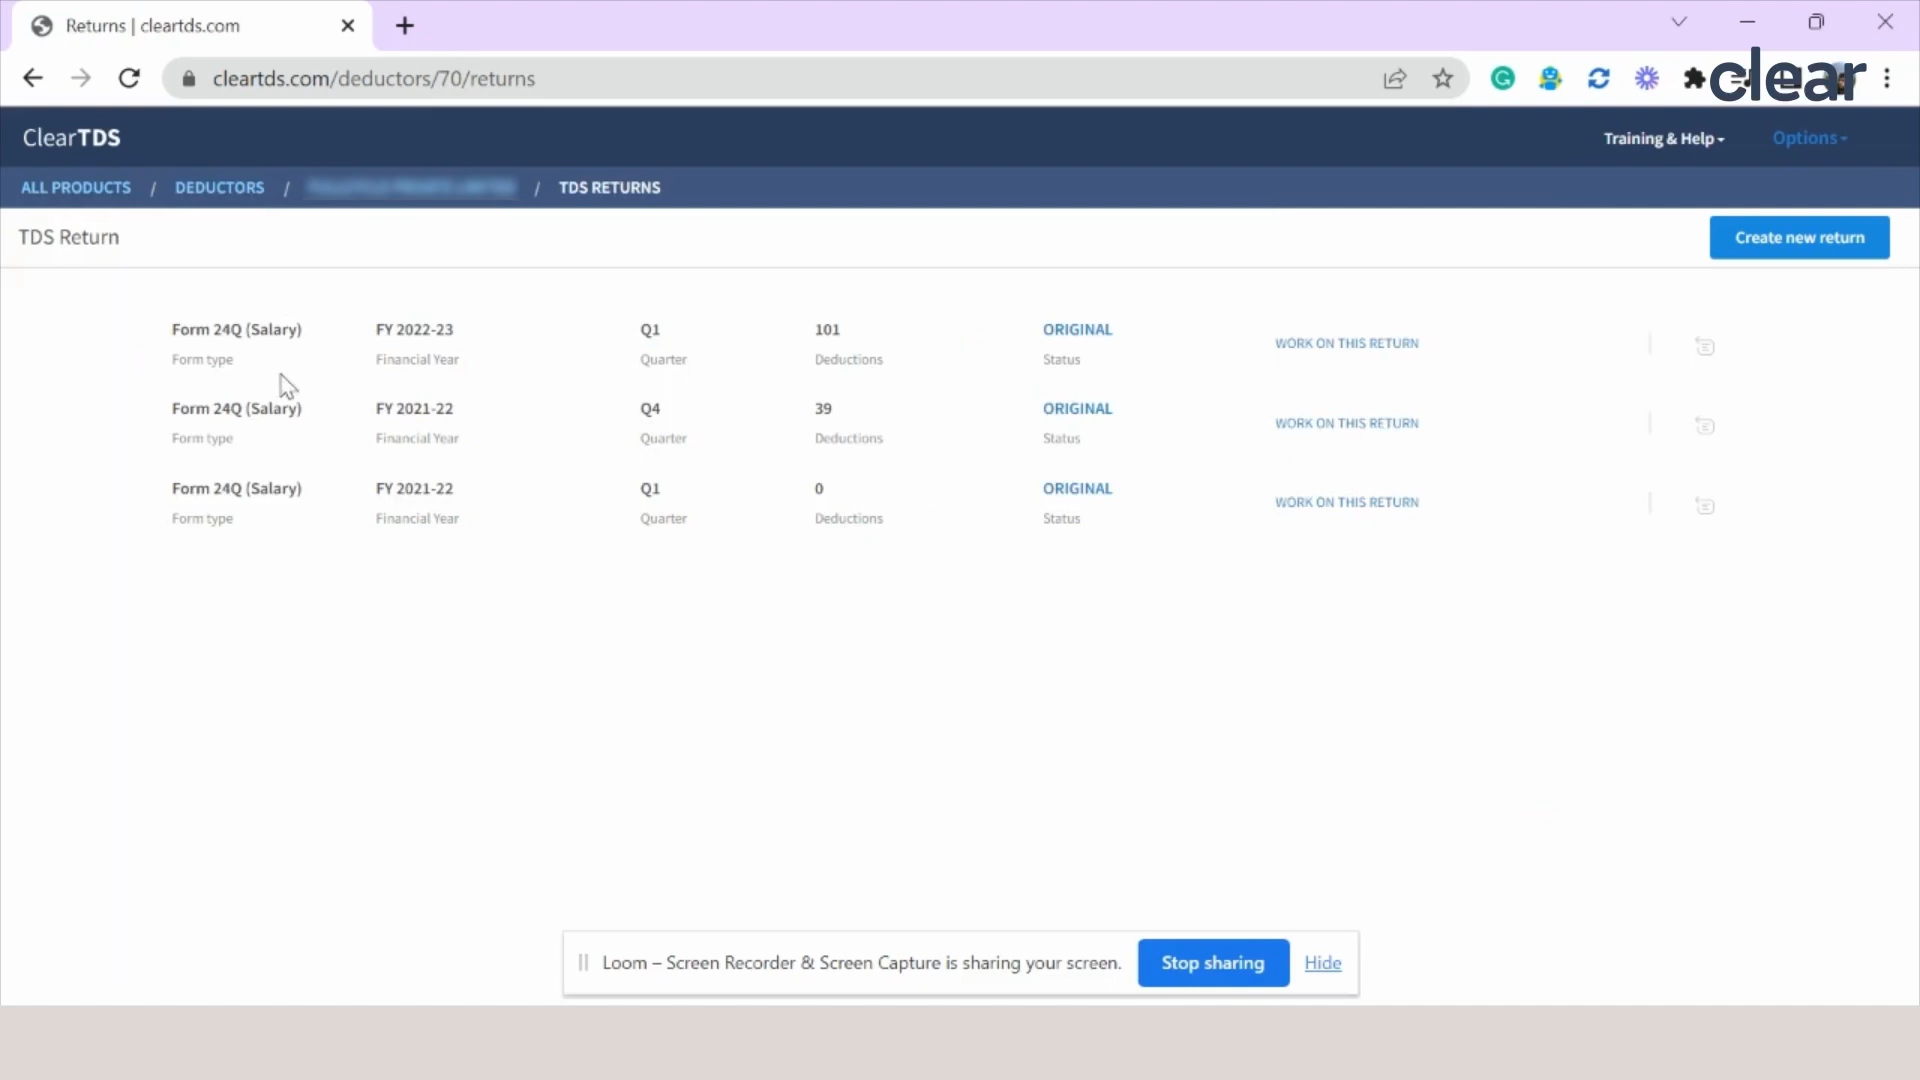 Returns | cleartds.com
cleartds.com/deductors/70/returns
clear
ClearTDS
Training & Help
Options
ALL PRODUCTS / DEDUCTORS / / TDS RETURNS
TDS Return
Create new return
Form 24Q (Salary) FY 2022-23 Q1 101 ORIGINAL WORK ON THIS RETURN
Form type Financial Year Quarter Deductions Status
Form 24Q (Salary) FY 2021-22 Q4 39 ORIGINAL WORK ON THIS RETURN
Form type Financial Year Quarter Deductions Status
Form 24Q (Salary) FY 2021-22 Q1 0 ORIGINAL WORK ON THIS RETURN
Form type Financial Year Quarter Deductions Status
Loom – Screen Recorder & Screen Capture is sharing your screen. Stop sharing Hide